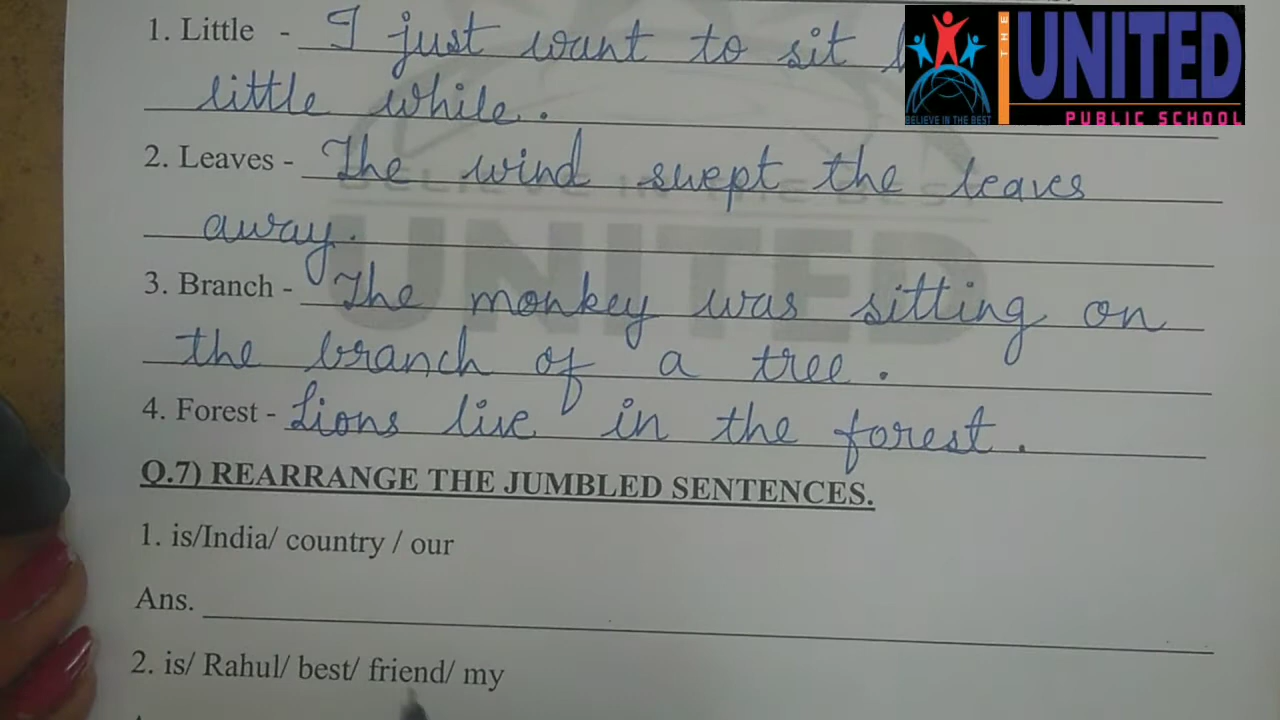 1. Little - I just want to sit
little while.
2. Leaves - The wind swept the leaves
away.
3. Branch - The monkey was sitting on
the branch of a tree.
4. Forest - Lions live in the forest.
Q.7) REARRANGE THE JUMBLED SENTENCES.
1. is/India/ country / our
Ans.
2. is/ Rahul/ best/ friend/ my
THE UNITED
PUBLIC SCHOOL
BELIEVE IN THE BEST
UNITED